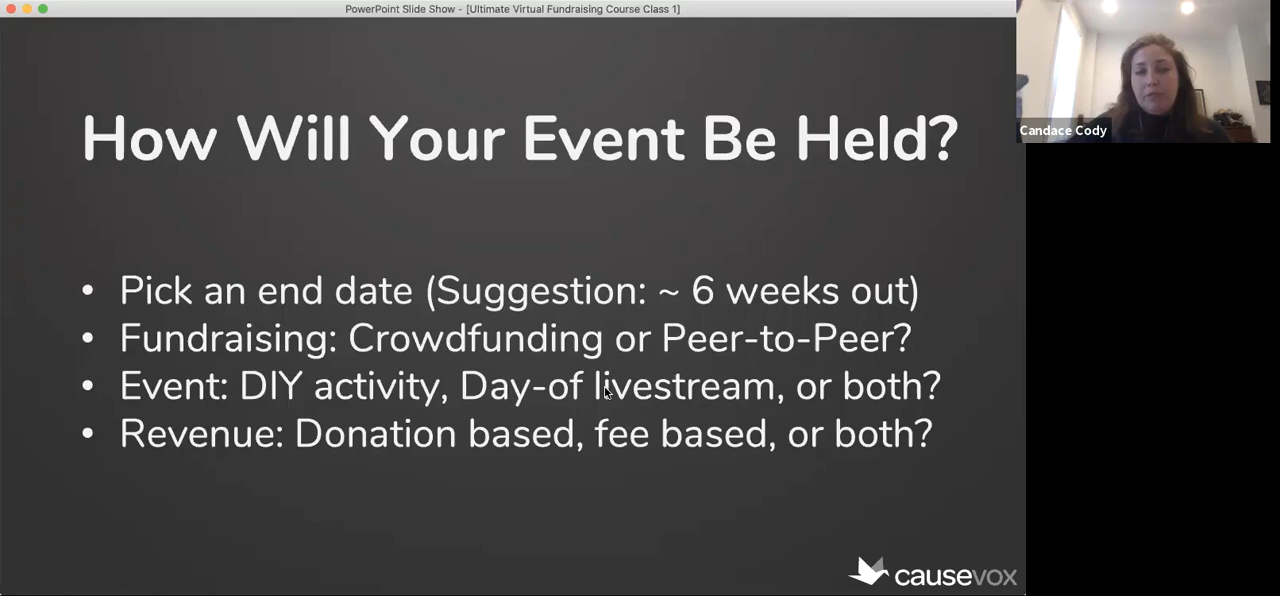 PowerPoint Slide Show - [Ultimate Virtual Fundraising Course Class 1]
Candace Cody
How Will Your Event Be Held?
• Pick an end date (Suggestion: ~ 6 weeks out)
• Fundraising: Crowdfunding or Peer-to-Peer?
• Event: DIY activity, Day-of livestream, or both?
• Revenue: Donation based, fee based, or both?
causevox